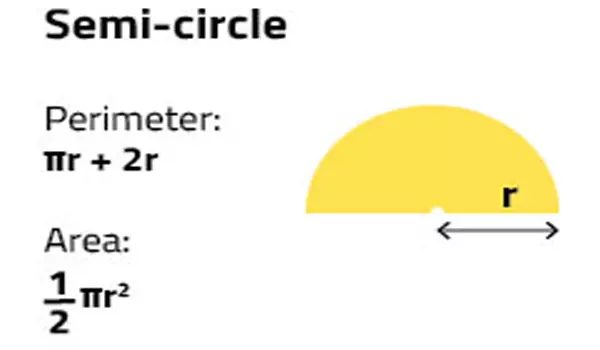 Semi-circle
Perimeter:
πr + 2r
r
Area:
1/2 πr²